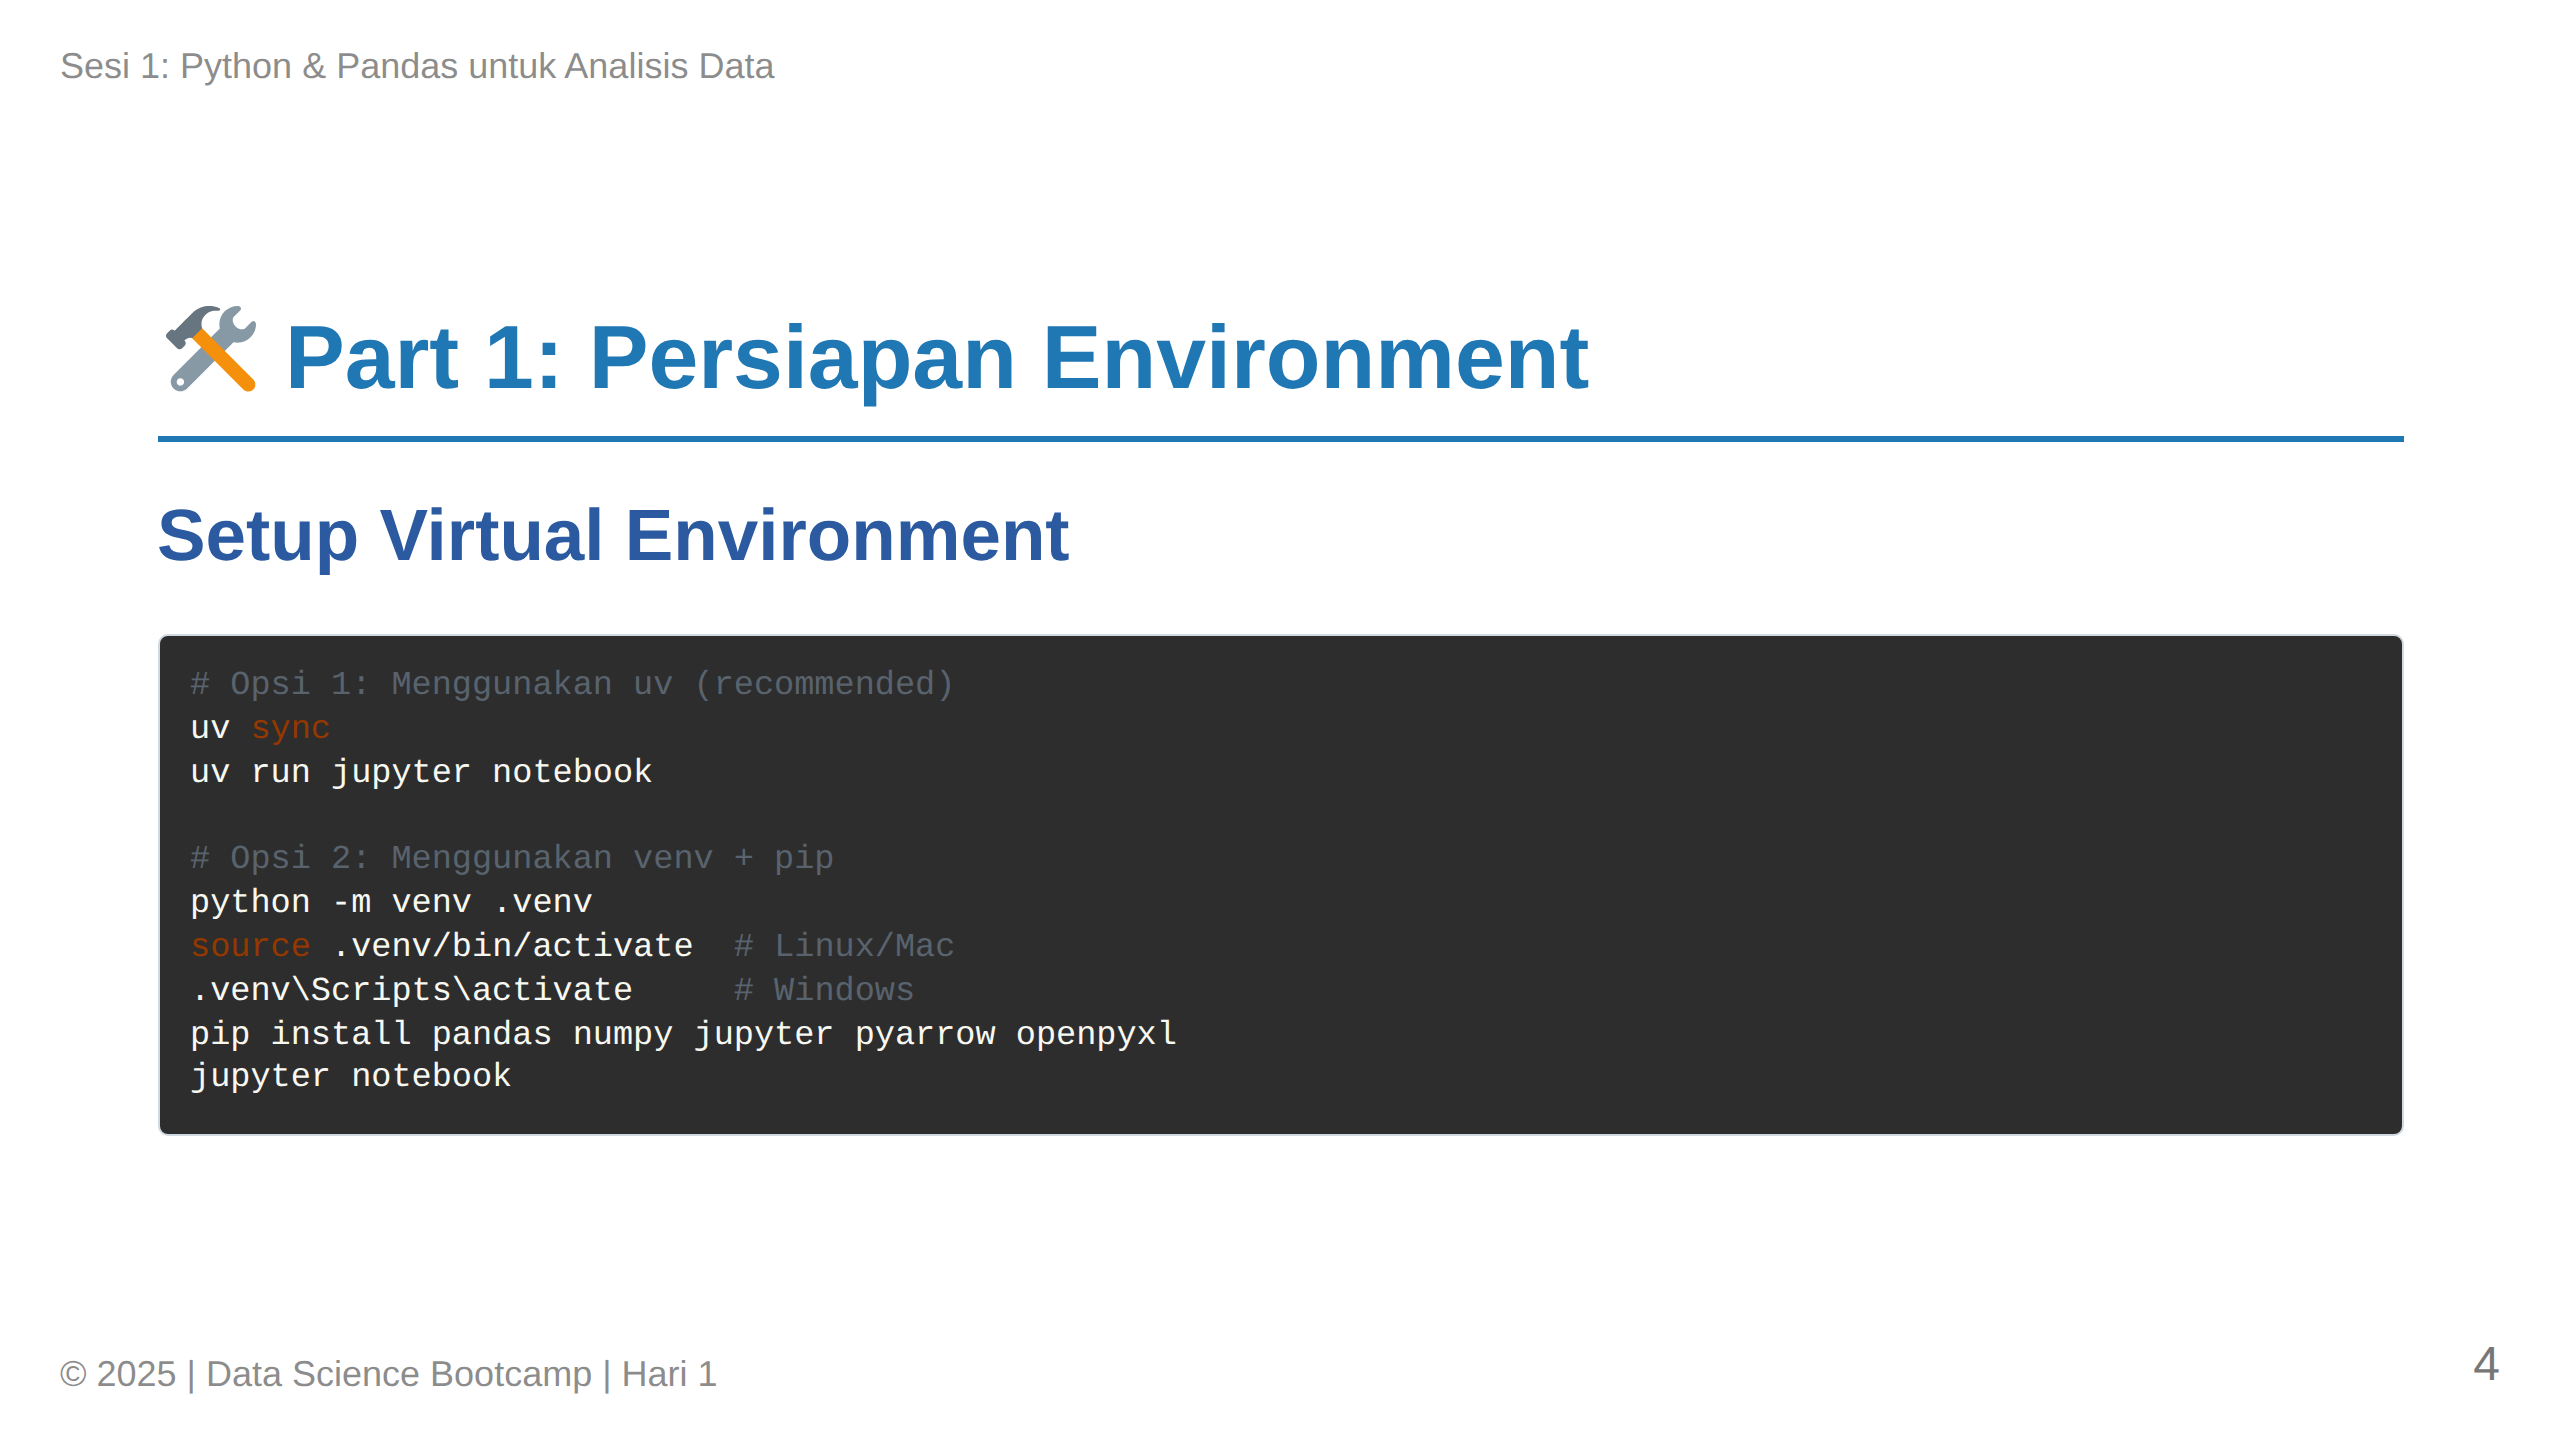 Sesi 1: Python & Pandas untuk Analisis Data
🛠️ Part 1: Persiapan Environment
Setup Virtual Environment
# Opsi 1: Menggunakan uv (recommended)
uv sync
uv run jupyter notebook

# Opsi 2: Menggunakan venv + pip
python -m venv .venv
source .venv/bin/activate  # Linux/Mac
.venv\Scripts\activate     # Windows
pip install pandas numpy jupyter pyarrow openpyxl
jupyter notebook
© 2025 | Data Science Bootcamp | Hari 1
4